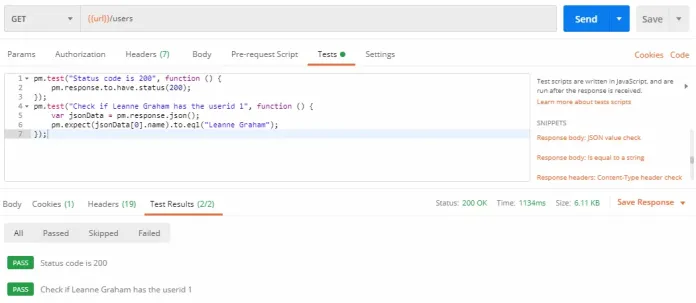 GET {{url}}/users Send Save
Params Authorization Headers (7) Body Pre-request Script Tests Settings Cookies Code
1 pm.test("Status code is 200", function () {
2 pm.response.to.have.status(200);
3 });
4 pm.test("Check if Leanne Graham has the userid 1", function () {
5 var jsonData = pm.response.json();
6 pm.expect(jsonData[0].name).to.eql("Leanne Graham");
7 });
Test scripts are written in JavaScript, and are
run after the response is received.
Learn more about tests scripts
SNIPPETS
Response body: JSON value check
Response body: Is equal to a string
Response headers: Content-Type header check
Body Cookies (1) Headers (19) Test Results (2/2) Status: 200 OK Time: 1134ms Size: 6.11 KB Save Response
All Passed Skipped Failed
PASS Status code is 200
PASS Check if Leanne Graham has the userid 1